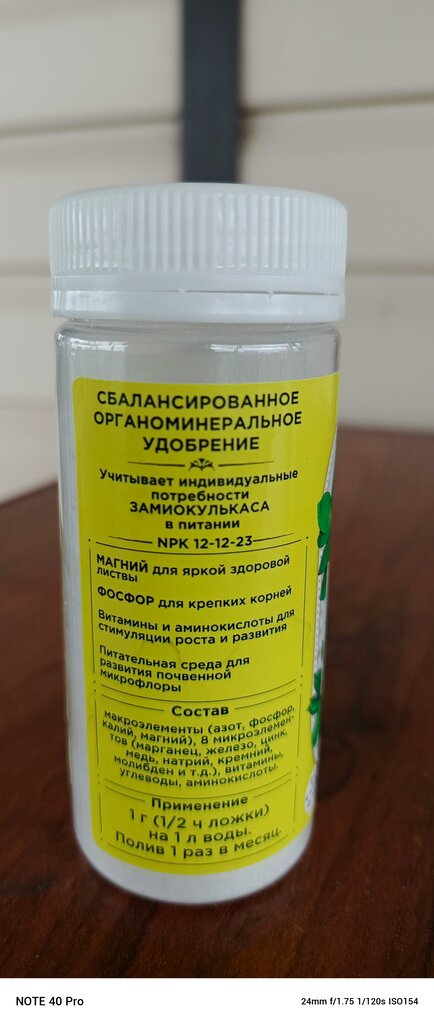 СБАЛАНСИРОВАННОЕ
ОРГАНОМИНЕРАЛЬНОЕ
УДОБРЕНИЕ
Учитывает индивидуальные
потребности
ЗАМИОКУЛЬКАСА
в питании
NPK 12-12-23
МАГНИЙ для яркой здоровой
листвы
ФОСФОР для крепких корней
Витамины и аминокислоты для
стимуляции роста и развития
Питательная среда для
развития почвенной
микрофлоры
Состав
макроэлементы (азот, фосфор,
калий, магний), 8 микроэлемен-
тов (марганец, железо, цинк,
медь, натрий, кремний,
молибден и т.д.), витамины,
углеводы, аминокислоты.
Применение
1 г (1/2 ч ложки)
на 1 л воды.
Полив 1 раз в месяц.
NOTE 40 Pro
24mm f/1.75 1/120s ISO154